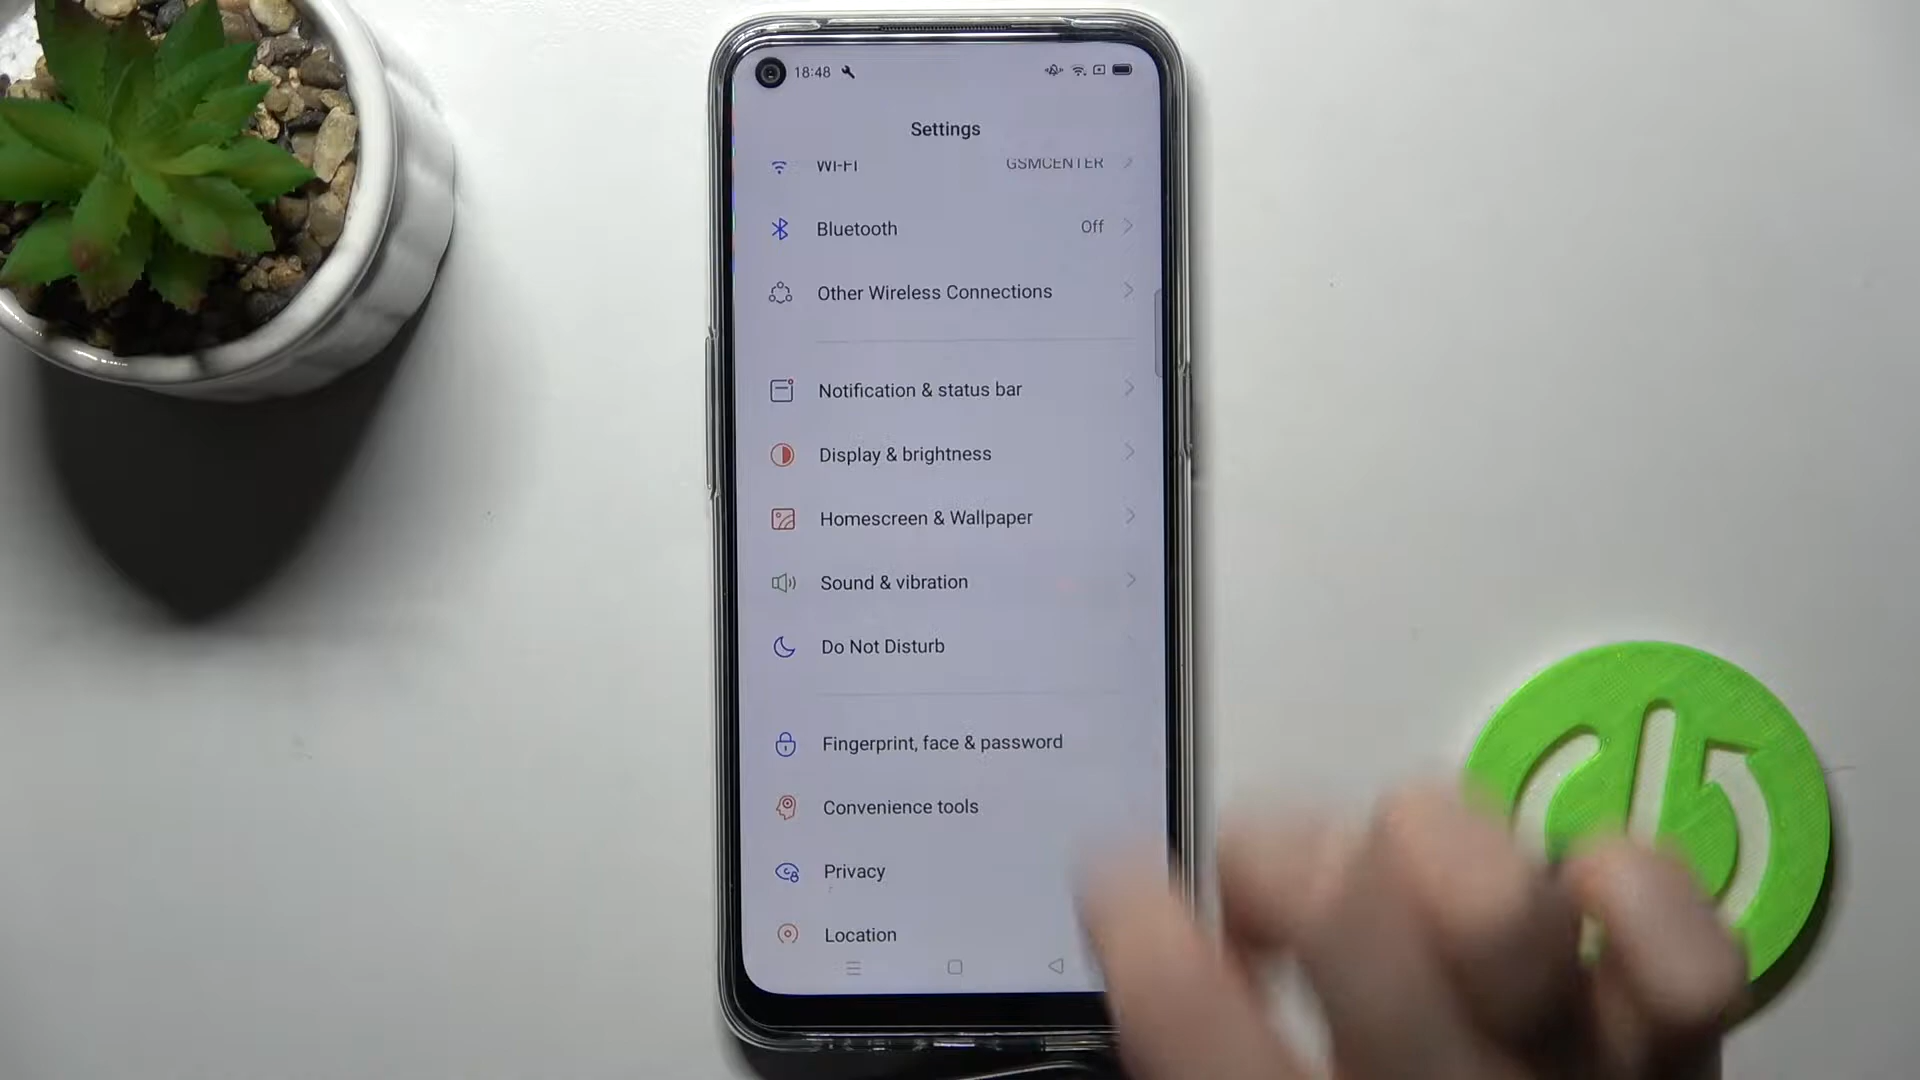 18:48
Settings
Wi-Fi GSMCENTER
Bluetooth Off
Other Wireless Connections
Notification & status bar
Display & brightness
Homescreen & Wallpaper
Sound & vibration
Do Not Disturb
Fingerprint, face & password
Convenience tools
Privacy
Location